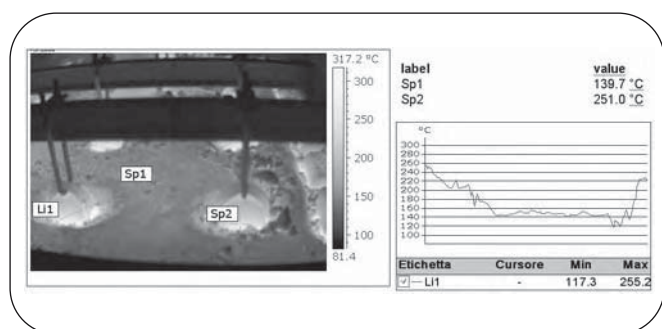 317.2 °C
300
250
200
150
100
81.4
Sp1
Li1
Sp2
label value
Sp1 139.7 °C
Sp2 251.0 °C
°C
300
280
260
240
220
200
180
160
140
120
100
Etichetta Cursore Min Max
Li1 - 117.3 255.2